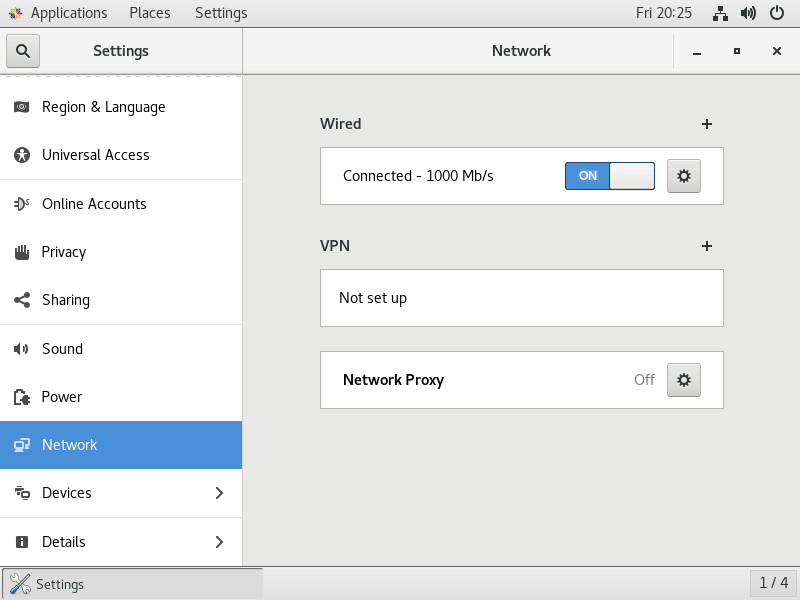 Applications Places Settings Fri 20:25
Settings Network
Region & Language
Universal Access
Online Accounts
Privacy
Sharing
Sound
Power
Network
Devices
Details
Wired
Connected - 1000 Mb/s ON
VPN
Not set up
Network Proxy Off
Settings 1 / 4